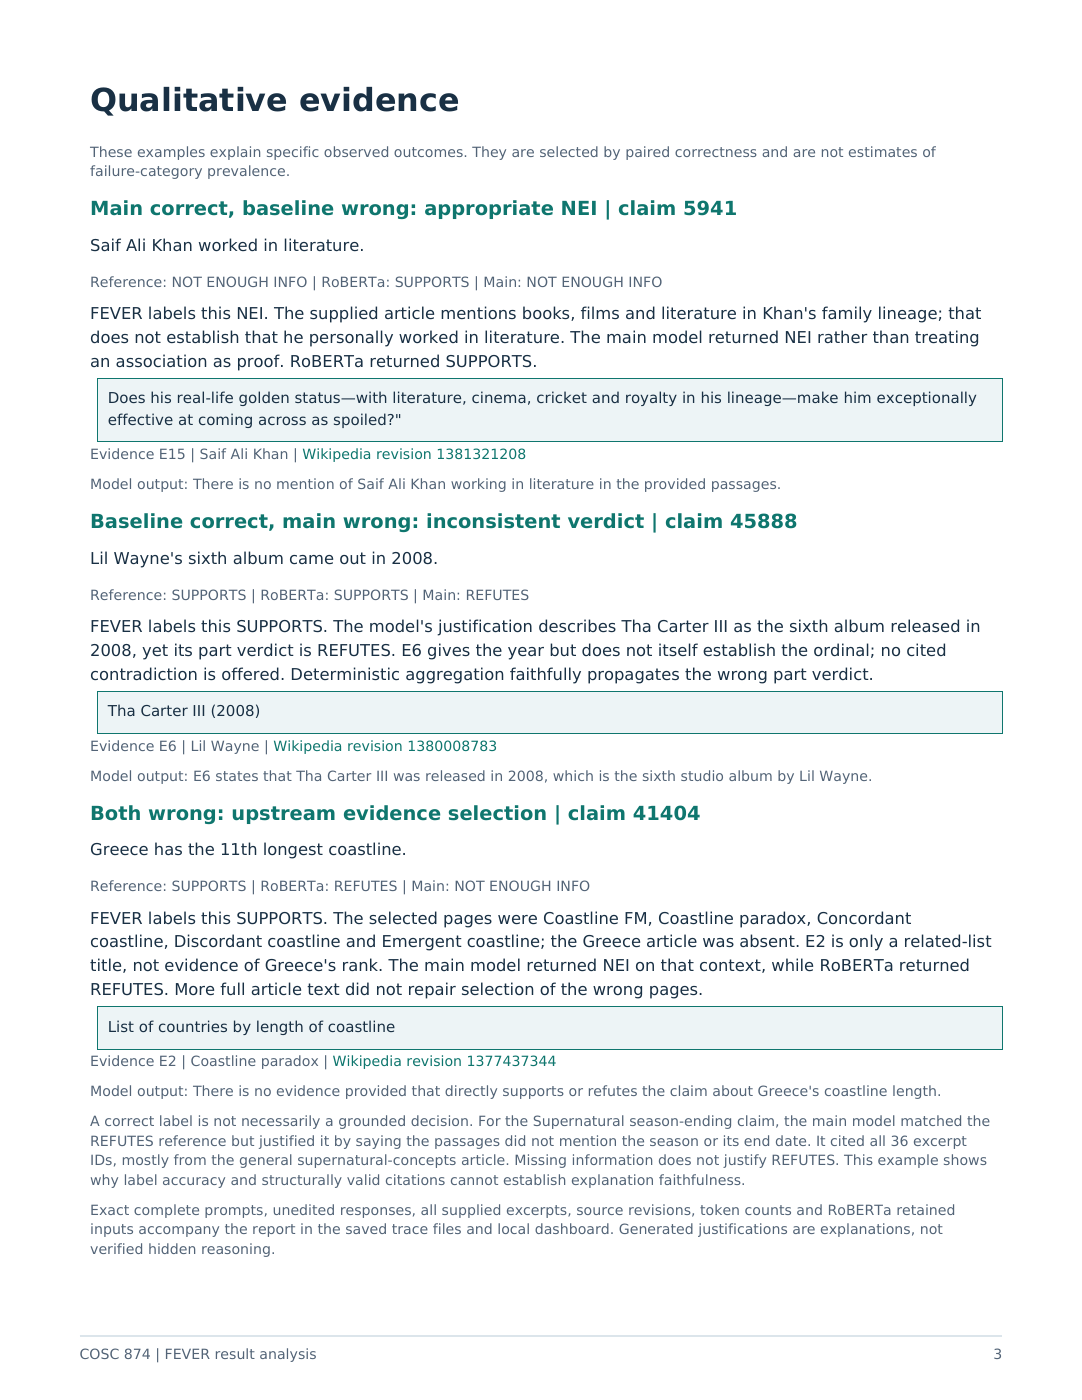 Qualitative evidence
These examples explain specific observed outcomes. They are selected by paired correctness and are not estimates of
failure-category prevalence.
Main correct, baseline wrong: appropriate NEI | claim 5941
Saif Ali Khan worked in literature.
Reference: NOT ENOUGH INFO | RoBERTa: SUPPORTS | Main: NOT ENOUGH INFO
FEVER labels this NEI. The supplied article mentions books, films and literature in Khan's family lineage; that
does not establish that he personally worked in literature. The main model returned NEI rather than treating
an association as proof. RoBERTa returned SUPPORTS.
Does his real-life golden status—with literature, cinema, cricket and royalty in his lineage—make him exceptionally
effective at coming across as spoiled?"
Evidence E15 | Saif Ali Khan | Wikipedia revision 1381321208
Model output: There is no mention of Saif Ali Khan working in literature in the provided passages.
Baseline correct, main wrong: inconsistent verdict | claim 45888
Lil Wayne's sixth album came out in 2008.
Reference: SUPPORTS | RoBERTa: SUPPORTS | Main: REFUTES
FEVER labels this SUPPORTS. The model's justification describes Tha Carter III as the sixth album released in
2008, yet its part verdict is REFUTES. E6 gives the year but does not itself establish the ordinal; no cited
contradiction is offered. Deterministic aggregation faithfully propagates the wrong part verdict.
Tha Carter III (2008)
Evidence E6 | Lil Wayne | Wikipedia revision 1380008783
Model output: E6 states that Tha Carter III was released in 2008, which is the sixth studio album by Lil Wayne.
Both wrong: upstream evidence selection | claim 41404
Greece has the 11th longest coastline.
Reference: SUPPORTS | RoBERTa: REFUTES | Main: NOT ENOUGH INFO
FEVER labels this SUPPORTS. The selected pages were Coastline FM, Coastline paradox, Concordant
coastline, Discordant coastline and Emergent coastline; the Greece article was absent. E2 is only a related-list
title, not evidence of Greece's rank. The main model returned NEI on that context, while RoBERTa returned
REFUTES. More full article text did not repair selection of the wrong pages.
List of countries by length of coastline
Evidence E2 | Coastline paradox | Wikipedia revision 1377437344
Model output: There is no evidence provided that directly supports or refutes the claim about Greece's coastline length.
A correct label is not necessarily a grounded decision. For the Supernatural season-ending claim, the main model matched the
REFUTES reference but justified it by saying the passages did not mention the season or its end date. It cited all 36 excerpt
IDs, mostly from the general supernatural-concepts article. Missing information does not justify REFUTES. This example shows
why label accuracy and structurally valid citations cannot establish explanation faithfulness.
Exact complete prompts, unedited responses, all supplied excerpts, source revisions, token counts and RoBERTa retained
inputs accompany the report in the saved trace files and local dashboard. Generated justifications are explanations, not
verified hidden reasoning.
COSC 874 | FEVER result analysis
3